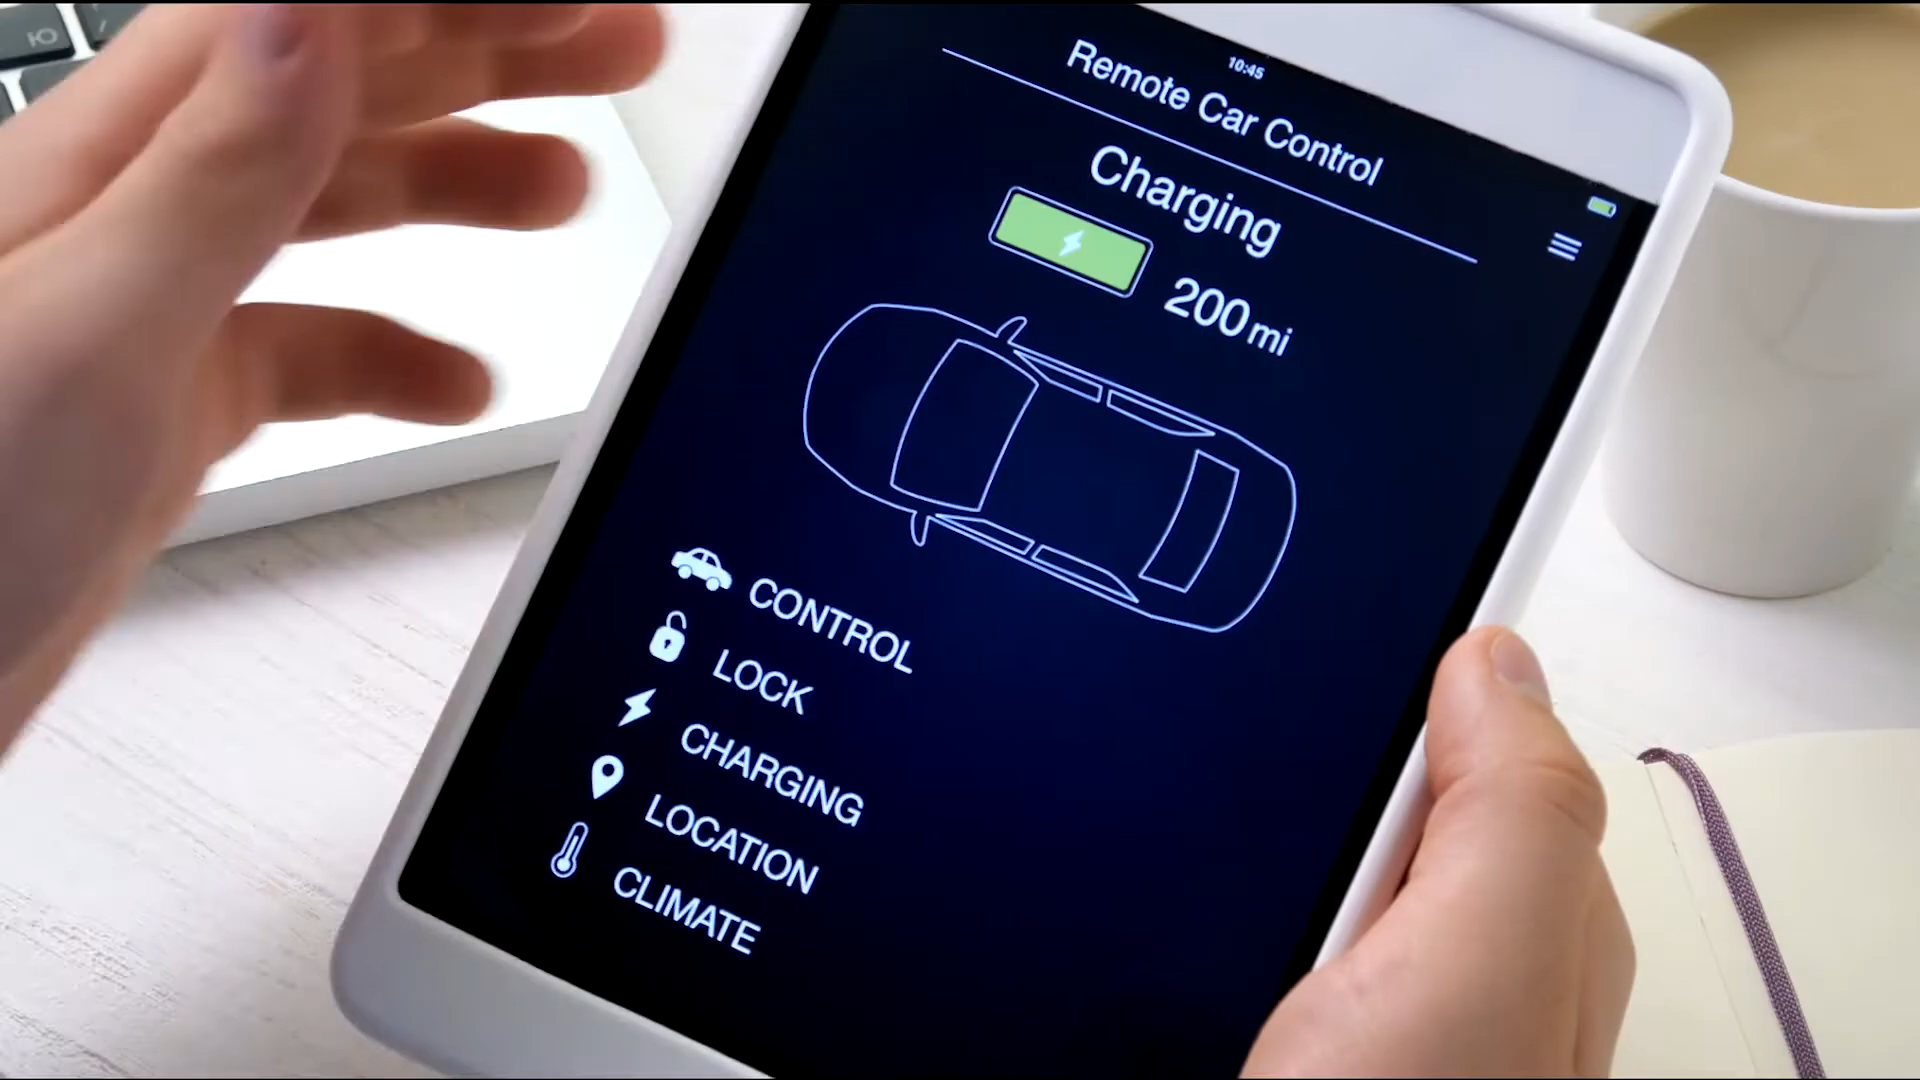 Ю
10:45
Remote Car Control
Charging
200 mi
CONTROL
LOCK
CHARGING
LOCATION
CLIMATE